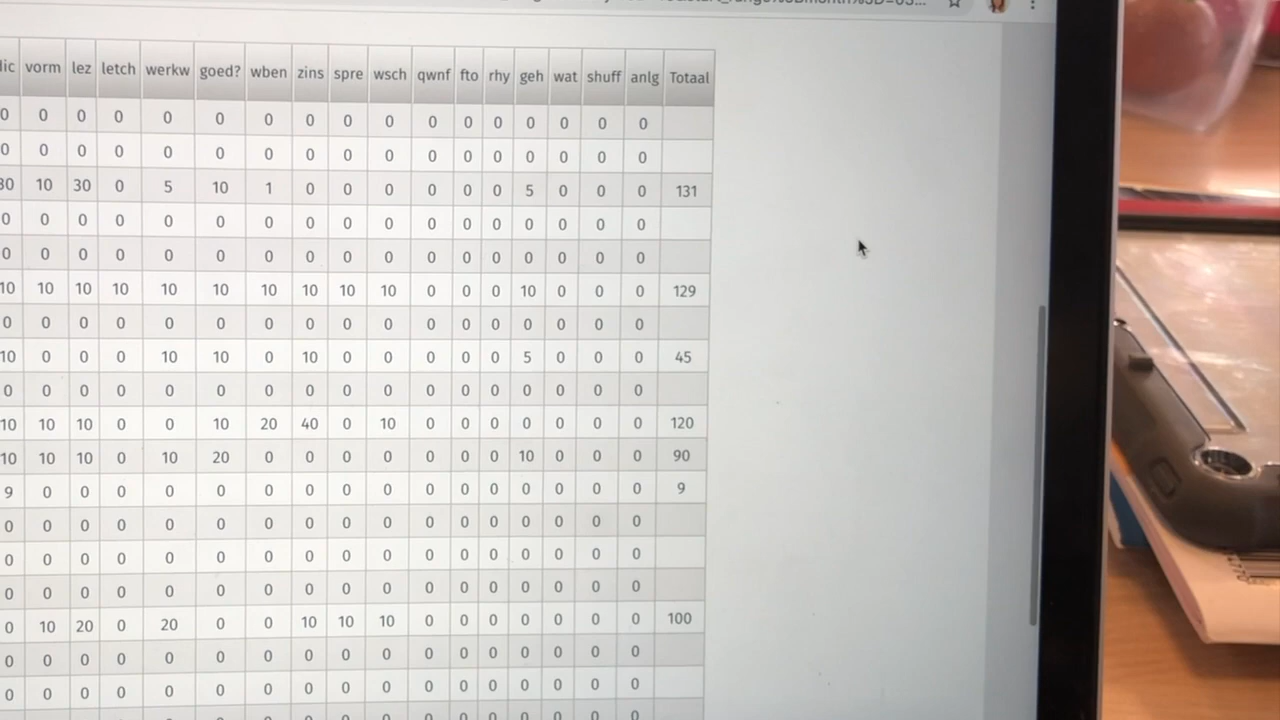 lic vorm lez letch werkw goed? wben zins spre wsch qwnf fto rhy geh wat shuff anlg Totaal
0 0 0 0 0 0 0 0 0 0 0 0 0 0 0 0 0
0 0 0 0 0 0 0 0 0 0 0 0 0 0 0 0 0
30 10 30 0 5 10 1 0 0 0 0 0 0 5 0 0 0 131
0 0 0 0 0 0 0 0 0 0 0 0 0 0 0 0 0
0 0 0 0 0 0 0 0 0 0 0 0 0 0 0 0 0
10 10 10 10 10 10 10 10 10 10 0 0 0 10 0 0 0 129
0 0 0 0 0 0 0 0 0 0 0 0 0 0 0 0 0
10 0 0 0 10 10 0 10 0 0 0 0 0 5 0 0 0 45
0 0 0 0 0 0 0 0 0 0 0 0 0 0 0 0 0
10 10 10 0 0 10 20 40 0 10 0 0 0 0 0 0 0 120
10 10 10 0 10 20 0 0 0 0 0 0 0 10 0 0 0 90
9 0 0 0 0 0 0 0 0 0 0 0 0 0 0 0 0 9
0 0 0 0 0 0 0 0 0 0 0 0 0 0 0 0 0
0 0 0 0 0 0 0 0 0 0 0 0 0 0 0 0 0
0 0 0 0 0 0 0 0 0 0 0 0 0 0 0 0 0
0 10 20 0 20 0 0 10 10 10 0 0 0 0 0 0 0 100
0 0 0 0 0 0 0 0 0 0 0 0 0 0 0 0 0
0 0 0 0 0 0 0 0 0 0 0 0 0 0 0 0 0